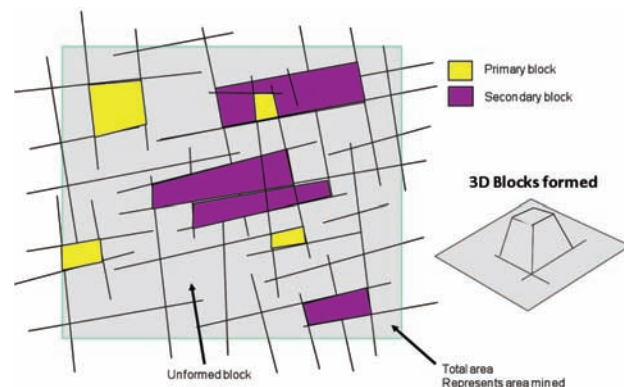 Primary block
Secondary block
3D Blocks formed
Unformed block
Total area
Represents area mined